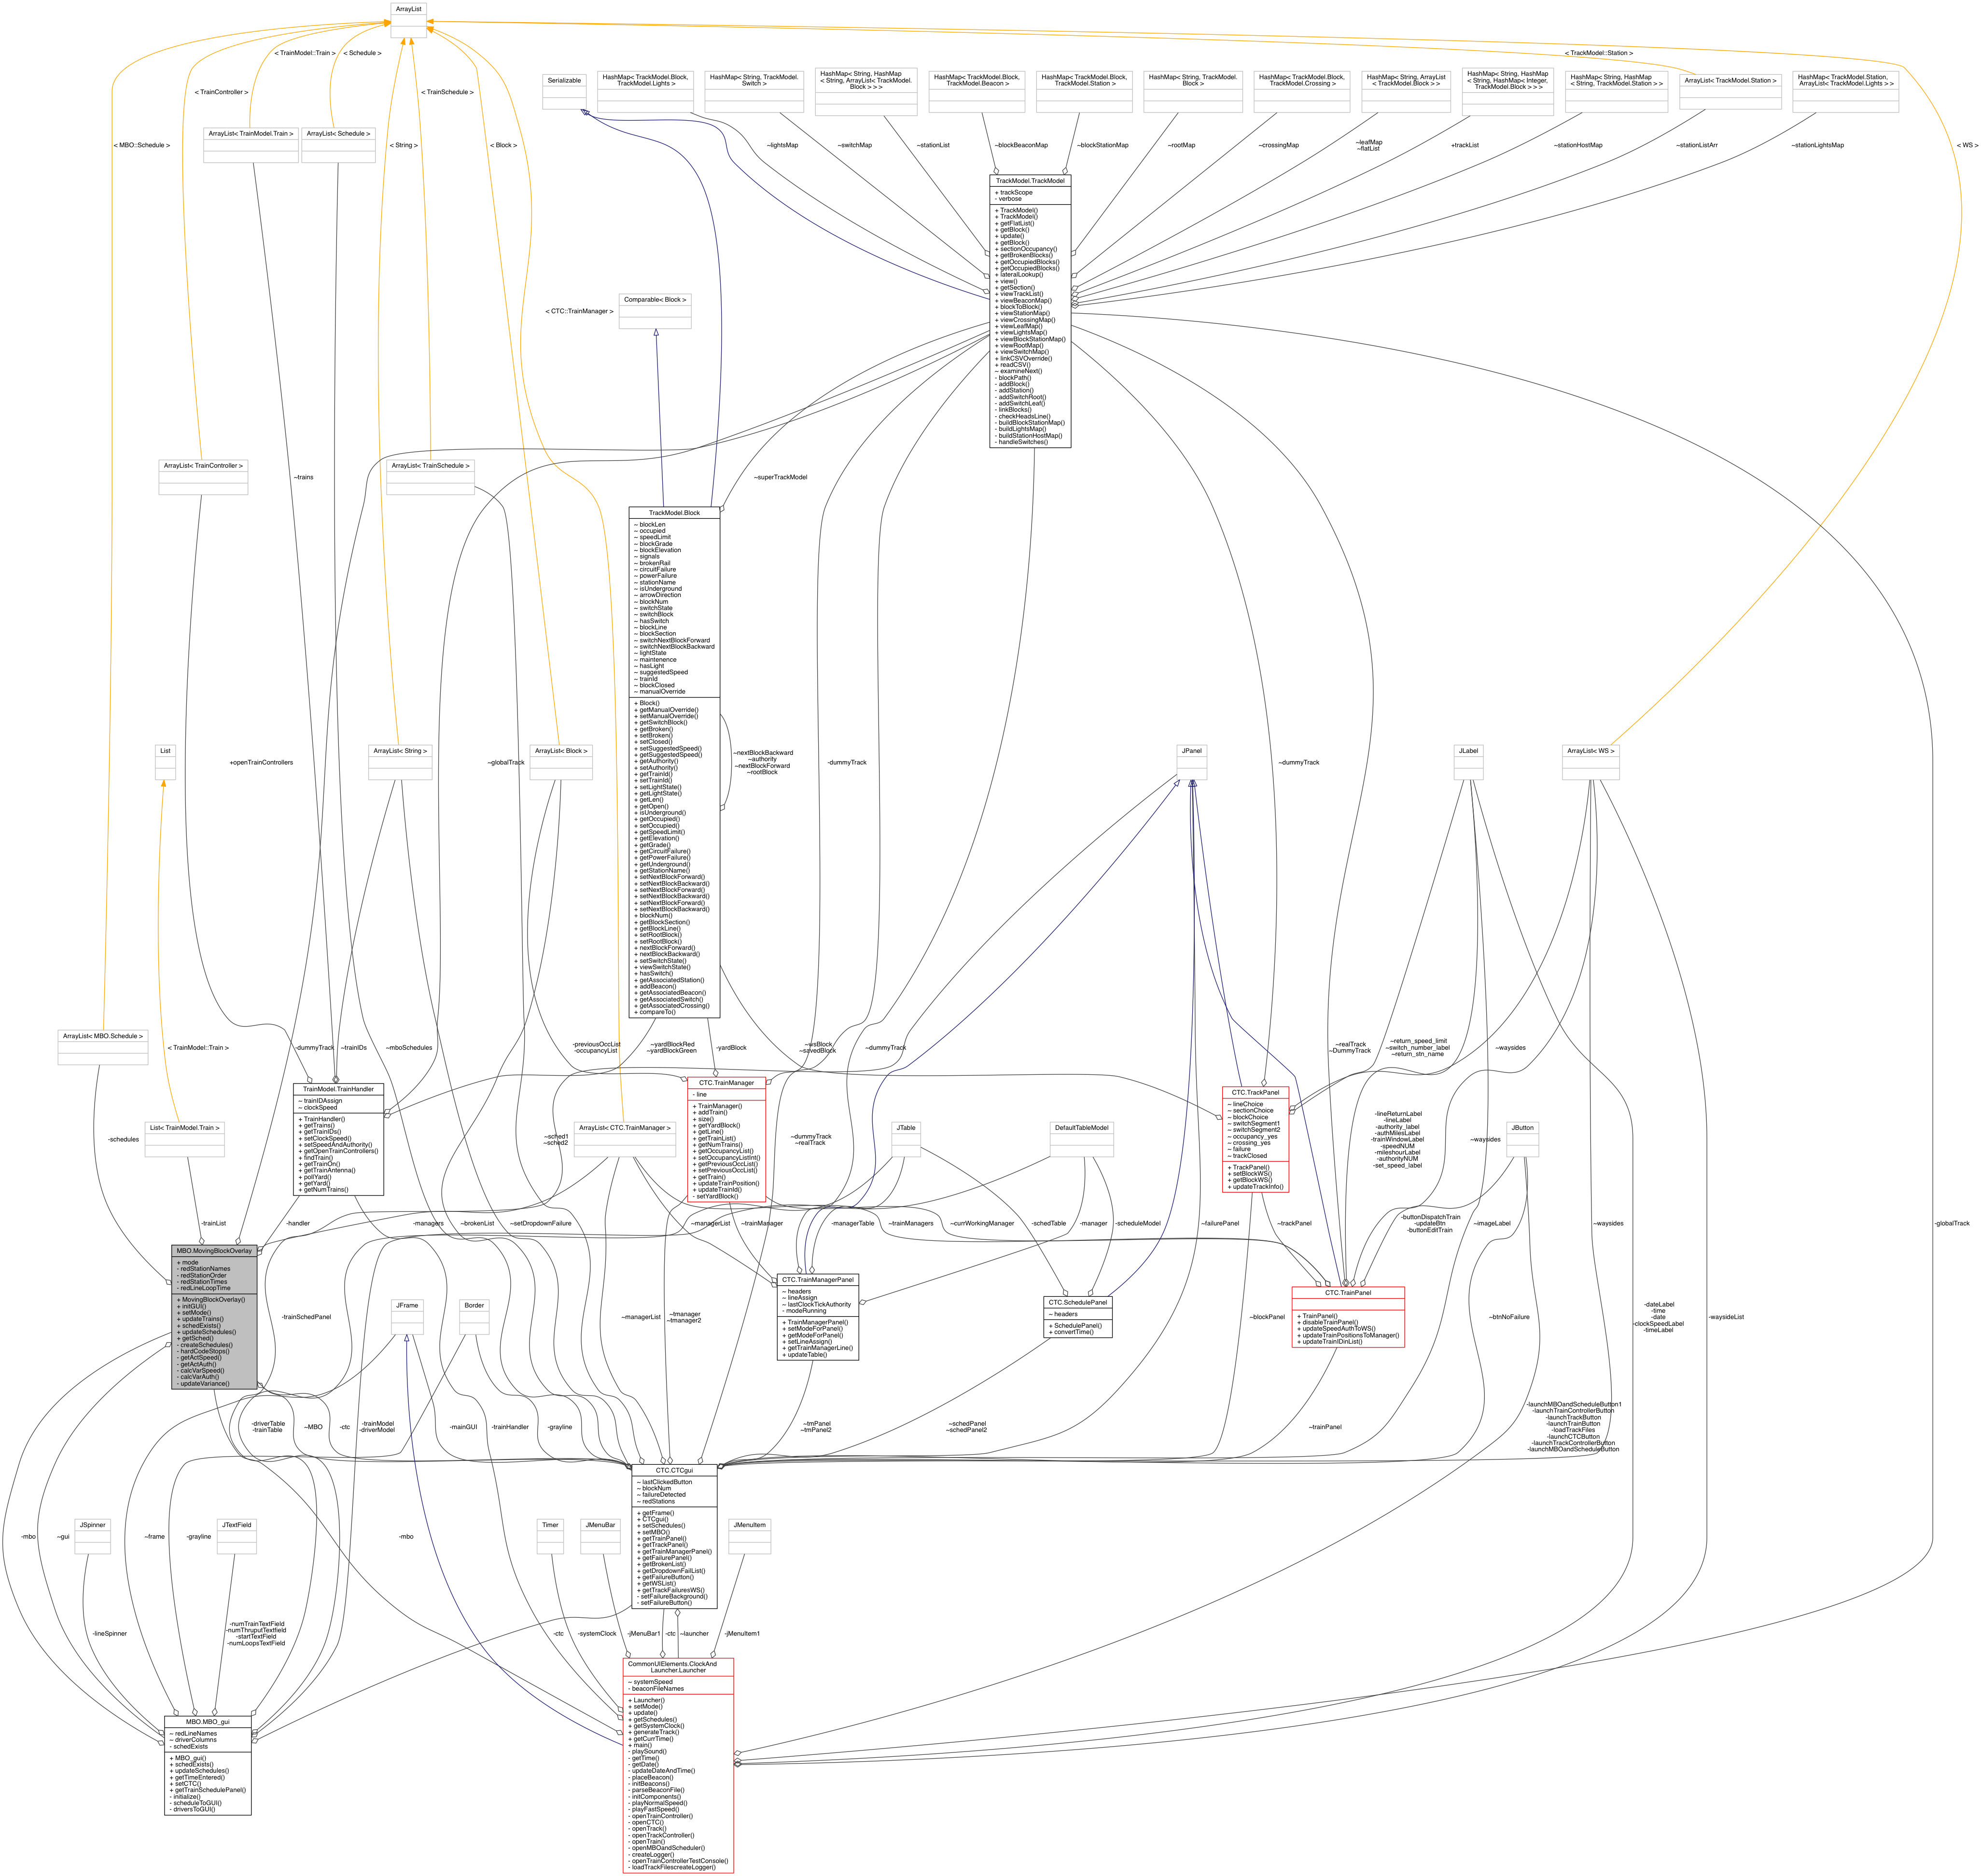 ArrayList
< TrackModel::Station >
< TrainModel::Train >
< Schedule >
Serializable
HashMap< TrackModel.Block,
TrackModel.Lights >
HashMap< String, TrackModel.
Switch >
HashMap< String, HashMap
< String, ArrayList< TrackModel.
Block > > >
HashMap< TrackModel.Block,
TrackModel.Beacon >
HashMap< TrackModel.Block,
TrackModel.Station >
HashMap< String, TrackModel.
Block >
HashMap< TrackModel.Block,
TrackModel.Crossing >
HashMap< String, ArrayList
< TrackModel.Block > >
HashMap< String, HashMap
< String, HashMap< Integer,
TrackModel.Block > > >
HashMap< String, HashMap
< String, TrackModel.Station > >
ArrayList< TrackModel.Station >
HashMap< TrackModel.Station,
ArrayList< TrackModel.Lights > >
< TrainController >
< TrainSchedule >
ArrayList< TrainModel.Train >
ArrayList< Schedule >
< MBO::Schedule >
< String >
< Block >
~lightsMap
~switchMap
~stationList
~blockBeaconMap
~blockStationMap
~rootMap
~crossingMap
~leafMap
~flatList
+trackList
~stationHostMap
~stationListArr
~stationLightsMap
< WS >
TrackModel.TrackModel
+ trackScope
- verbose
+ TrackModel()
+ TrackModel()
+ getFlatList()
+ getBlock()
+ update()
+ getBlock()
+ sectionOccupancy()
+ getBrokenBlocks()
+ getOccupiedBlocks()
+ getOccupiedBlocks()
+ lateralLookup()
+ view()
+ getSection()
+ viewTrackList()
+ viewBeaconMap()
+ blockToBlock()
+ viewStationMap()
+ viewCrossingMap()
+ viewLeafMap()
+ viewLightsMap()
+ viewBlockStationMap()
+ viewRootMap()
+ viewSwitchMap()
+ linkCSVOverride()
+ readCSV()
~ examineNext()
- blockPath()
- addBlock()
- addStation()
- addSwitchRoot()
- addSwitchLeaf()
- linkBlocks()
- checkHeadsLine()
- buildBlockStationMap()
- buildLightsMap()
- buildStationHostMap()
- handleSwitches()
Comparable< Block >
< CTC::TrainManager >
ArrayList< TrainController >
~trains
ArrayList< TrainSchedule >
~superTrackModel
TrackModel.Block
~ blockLen
~ occupied
~ speedLimit
~ blockGrade
~ blockElevation
~ signals
~ brokenRail
~ circuitFailure
~ powerFailure
~ stationName
~ isUnderground
~ arrowDirection
~ blockNum
~ switchState
~ switchBlock
~ hasSwitch
~ blockLine
~ blockSection
~ switchNextBlockForward
~ switchNextBlockBackward
~ lightState
~ maintenence
~ hasLight
~ suggestedSpeed
~ trainId
~ blockClosed
~ manualOverride
+ Block()
+ getManualOverride()
+ setManualOverride()
+ getSwitchBlock()
+ getBroken()
+ setBroken()
+ setClosed()
+ setSuggestedSpeed()
+ getSuggestedSpeed()
+ getAuthority()
+ setAuthority()
+ getTrainId()
+ setTrainId()
+ setLightState()
+ getLightState()
+ getLen()
+ getOpen()
+ isUnderground()
+ getOccupied()
+ setOccupied()
+ getSpeedLimit()
+ getElevation()
+ getGrade()
+ getCircuitFailure()
+ getPowerFailure()
+ getUnderground()
+ getStationName()
+ setNextBlockForward()
+ setNextBlockBackward()
+ setNextBlockForward()
+ setNextBlockBackward()
+ setNextBlockForward()
+ setNextBlockBackward()
+ blockNum()
+ getBlockSection()
+ getBlockLine()
+ setRootBlock()
+ setRootBlock()
+ nextBlockForward()
+ nextBlockBackward()
+ setSwitchState()
+ viewSwitchState()
+ hasSwitch()
+ getAssociatedStation()
+ addBeacon()
+ getAssociatedBeacon()
+ getAssociatedSwitch()
+ getAssociatedCrossing()
+ compareTo()
~nextBlockBackward
~authority
~nextBlockForward
~rootBlock
List
+openTrainControllers
ArrayList< String >
~globalTrack
ArrayList< Block >
-dummyTrack
JPanel
~dummyTrack
JLabel
ArrayList< WS >
ArrayList< MBO.Schedule >
< TrainModel::Train >
-dummyTrack
~trainIDs
~mboSchedules
-previousOccList
-occupancyList
~yardBlockRed
~yardBlockGreen
-yardBlock
~wsBlock
~savedBlock
~dummyTrack
~realTrack
~DummyTrack
~return_speed_limit
~switch_number_label
~return_stn_name
~waysides
TrainModel.TrainHandler
~ trainIDAssign
~ clockSpeed
+ TrainHandler()
+ getTrains()
+ getTrainIDs()
+ setClockSpeed()
+ setSpeedAndAuthority()
+ getOpenTrainControllers()
+ findTrain()
+ getTrainOn()
+ getTrainAntenna()
+ pollYard()
+ getYard()
+ getNumTrains()
CTC.TrainManager
- line
+ TrainManager()
+ addTrain()
+ size()
+ getYardBlock()
+ getLine()
+ getTrainList()
+ getNumTrains()
+ getOccupancyList()
+ setOccupancyListInt()
+ getPreviousOccList()
+ setPreviousOccList()
+ getTrain()
+ updateTrainPosition()
+ updateTrainId()
- setYardBlock()
CTC.TrackPanel
~ lineChoice
~ sectionChoice
~ blockChoice
~ switchSegment1
~ switchSegment2
~ occupancy_yes
~ crossing_yes
~ failure
~ trackClosed
+ TrackPanel()
+ setBlockWS()
+ getBlockWS()
+ updateTrackInfo()
-schedules
List< TrainModel.Train >
~sched1
~sched2
ArrayList< CTC.TrainManager >
~dummyTrack
~realTrack
JTable
DefaultTableModel
-lineReturnLabel
-lineLabel
-authority_label
-authMilesLabel
-trainWindowLabel
-speedNUM
-mileshourLabel
-authorityNUM
-set_speed_label
~waysides
~waysides
JButton
-trainList
-handler
-managers
~brokenList
~setDropdownFailure
~managerList
~trainManager
-managerTable
~trainManagers
~currWorkingManager
-schedTable
-manager
~scheduleModel
~failurePanel
~trackPanel
-buttonDispatchTrain
-updateBtn
-buttonEditTrain
~imageLabel
-globalTrack
MBO.MovingBlockOverlay
+ mode
- redStationNames
- redStationOrder
- redStationTimes
- redLineLoopTime
+ MovingBlockOverlay()
+ initGUI()
+ setMode()
+ updateTrains()
+ schedExists()
+ updateSchedules()
+ getSched()
- createSchedules()
- hardCodeStops()
- getActSpeed()
- getActAuth()
- calcVarSpeed()
- calcVarAuth()
- updateVariance()
-trainSchedPanel
JFrame
Border
~managerList
~tmanager
~tmanager2
CTC.TrainManagerPanel
~ headers
~ lineAssign
~ lastClockTickAuthority
- modeRunning
+ TrainManagerPanel()
+ setModeForPanel()
+ getModeForPanel()
+ setLineAssign()
+ getTrainManagerLine()
+ updateTable()
CTC.SchedulePanel
~ headers
+ SchedulePanel()
+ convertTime()
~blockPanel
CTC.TrainPanel
+ TrainPanel()
+ disableTrainPanel()
+ updateSpeedAuthToWS()
+ updateTrainPositionsToManager()
+ updateTrainIDinList()
~btnNoFailure
-dateLabel
-time
-date
-clockSpeedLabel
-timeLabel
-waysideList
-driverTable
-trainTable
~MBO
-ctc
-trainModel
-driverModel
-mainGUI
-trainHandler
-grayline
~tmPanel
~tmPanel2
~schedPanel
~schedPanel2
~trainPanel
-launchMBOandScheduleButton1
-launchTrainControllerButton
-launchTrackButton
-launchTrainButton
-loadTrackFiles
-launchCTCButton
-launchTrackControllerButton
-launchMBOandScheduleButton
CTC.CTCgui
~ lastClickedButton
~ blockNum
~ failureDetected
~ redStations
+ getFrame()
+ CTCgui()
+ setSchedules()
+ setMBO()
+ getTrainPanel()
+ getTrackPanel()
+ getTrainManagerPanel()
+ getFailurePanel()
+ getBrokenList()
+ getDropdownFailList()
+ getFailureButton()
+ getWSList()
+ getTrackFailuresWS()
- setFailureBackground()
- setFailureButton()
-mbo
~gui
JSpinner
~frame
-grayline
JTextField
-mbo
Timer
JMenuBar
JMenuItem
-lineSpinner
-numTrainTextField
-numThruputTextfield
-startTextField
-numLoopsTextField
-ctc
-systemClock
-jMenuBar1
-ctc
~launcher
-jMenuItem1
CommonUIElements.ClockAnd
Launcher.Launcher
~ systemSpeed
- beaconFileNames
+ Launcher()
+ setMode()
+ update()
+ getSchedules()
+ getSystemClock()
+ generateTrack()
+ getCurrTime()
+ main()
- playSound()
- getTime()
- getDate()
- updateDateAndTime()
- placeBeacon()
- initBeacons()
- parseBeaconFile()
- initComponents()
- playNormalSpeed()
- playFastSpeed()
- openTrainController()
- openCTC()
- openTrack()
- openTrackController()
- openTrain()
- openMBOandScheduler()
- createLogger()
- openTrainControllerTestConsole()
- loadTrackFilescreateLogger()
MBO.MBO_gui
~ redLineNames
~ driverColumns
- schedExists
+ MBO_gui()
+ schedExists()
+ updateSchedules()
+ getTimeEntered()
+ setCTC()
+ getTrainSchedulePanel()
- initialize()
- scheduleToGUI()
- driversToGUI()